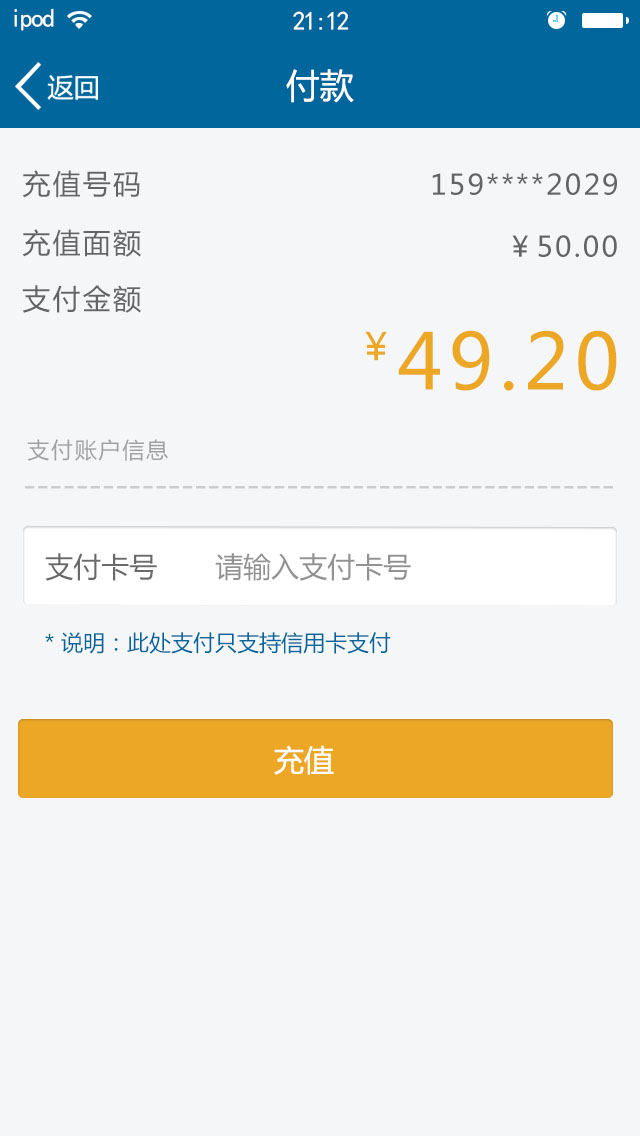 ipod 21:12
返回 付款
充值号码 159****2029
充值面额 ¥50.00
支付金额
¥49.20
支付账户信息
支付卡号 请输入支付卡号
* 说明：此处支付只支持信用卡支付
充值